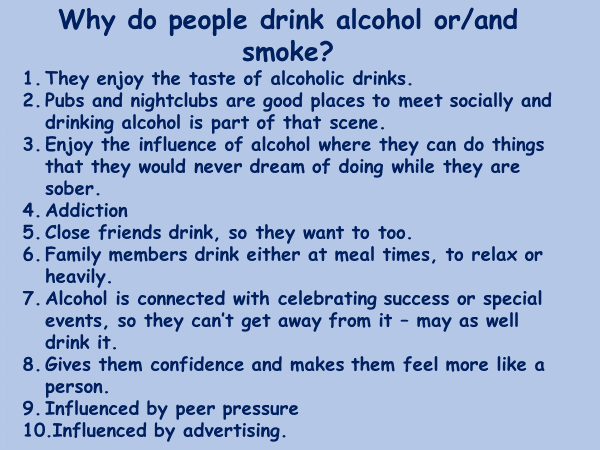 Why do people drink alcohol or/and
smoke?
1. They enjoy the taste of alcoholic drinks.
2. Pubs and nightclubs are good places to meet socially and
drinking alcohol is part of that scene.
3. Enjoy the influence of alcohol where they can do things
that they would never dream of doing while they are
sober.
4. Addiction
5. Close friends drink, so they want to too.
6. Family members drink either at meal times, to relax or
heavily.
7. Alcohol is connected with celebrating success or special
events, so they can't get away from it – may as well
drink it.
8. Gives them confidence and makes them feel more like a
person.
9. Influenced by peer pressure
10.Influenced by advertising.